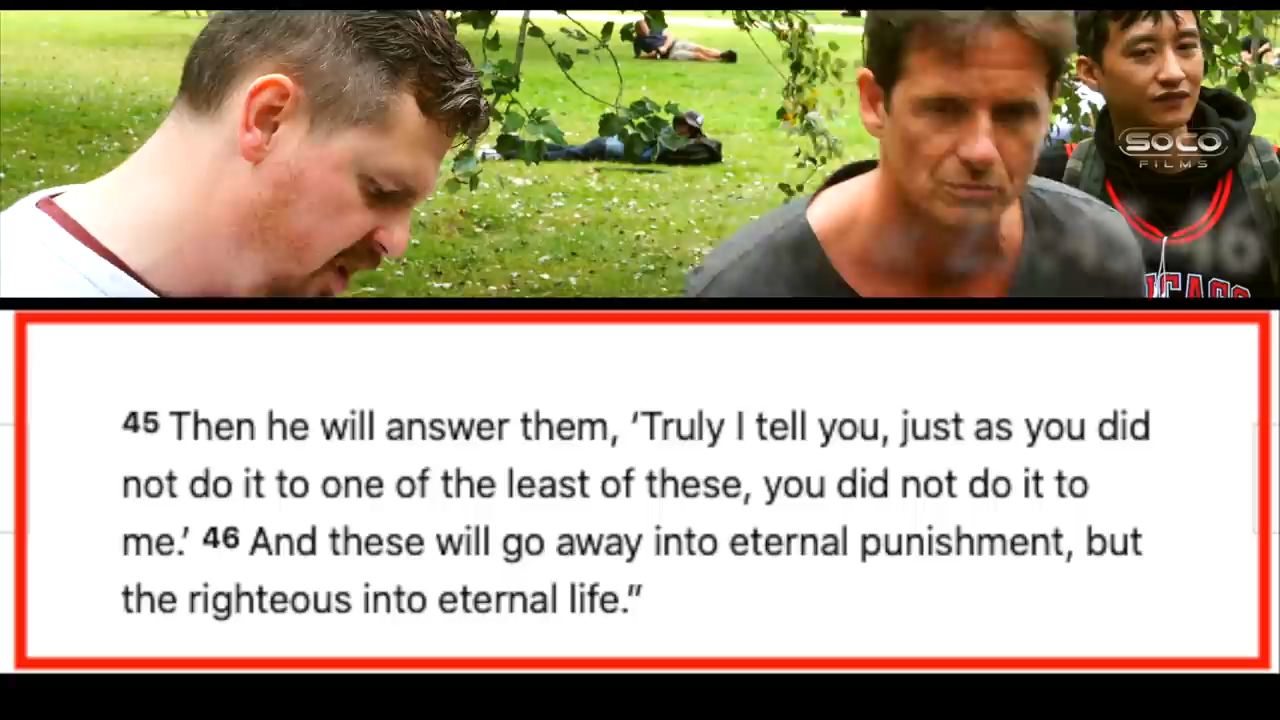 SOCO
FILMS
45 Then he will answer them, ‘Truly I tell you, just as you did
not do it to one of the least of these, you did not do it to
me.’ 46 And these will go away into eternal punishment, but
the righteous into eternal life.”